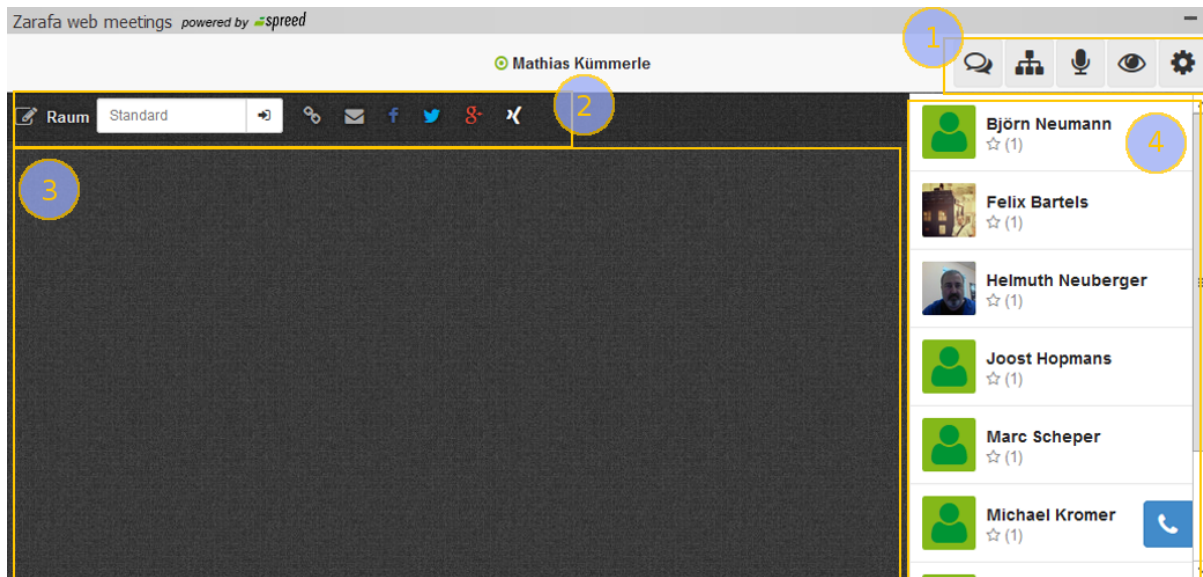 Zarafa web meetings powered by spreed
1
Mathias Kümmerle
2
Raum Standard
3
4
Björn Neumann
(1)
Felix Bartels
(1)
Helmuth Neuberger
(1)
Joost Hopmans
(1)
Marc Scheper
(1)
Michael Kromer
(1)